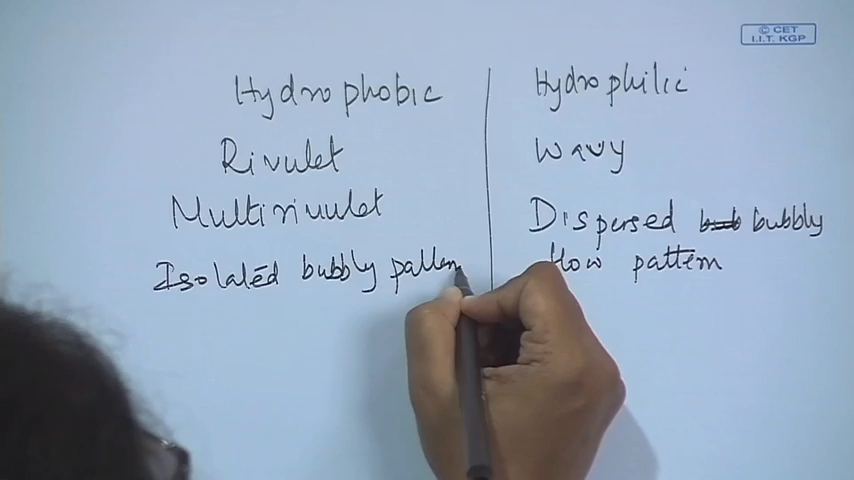 © CET
I.I.T. KGP
Hydrophobic
Hydrophilic
Rivulet
Wavy
Multirivulet
Dispersed bubbly
flow pattern
Isolated bubbly pattern